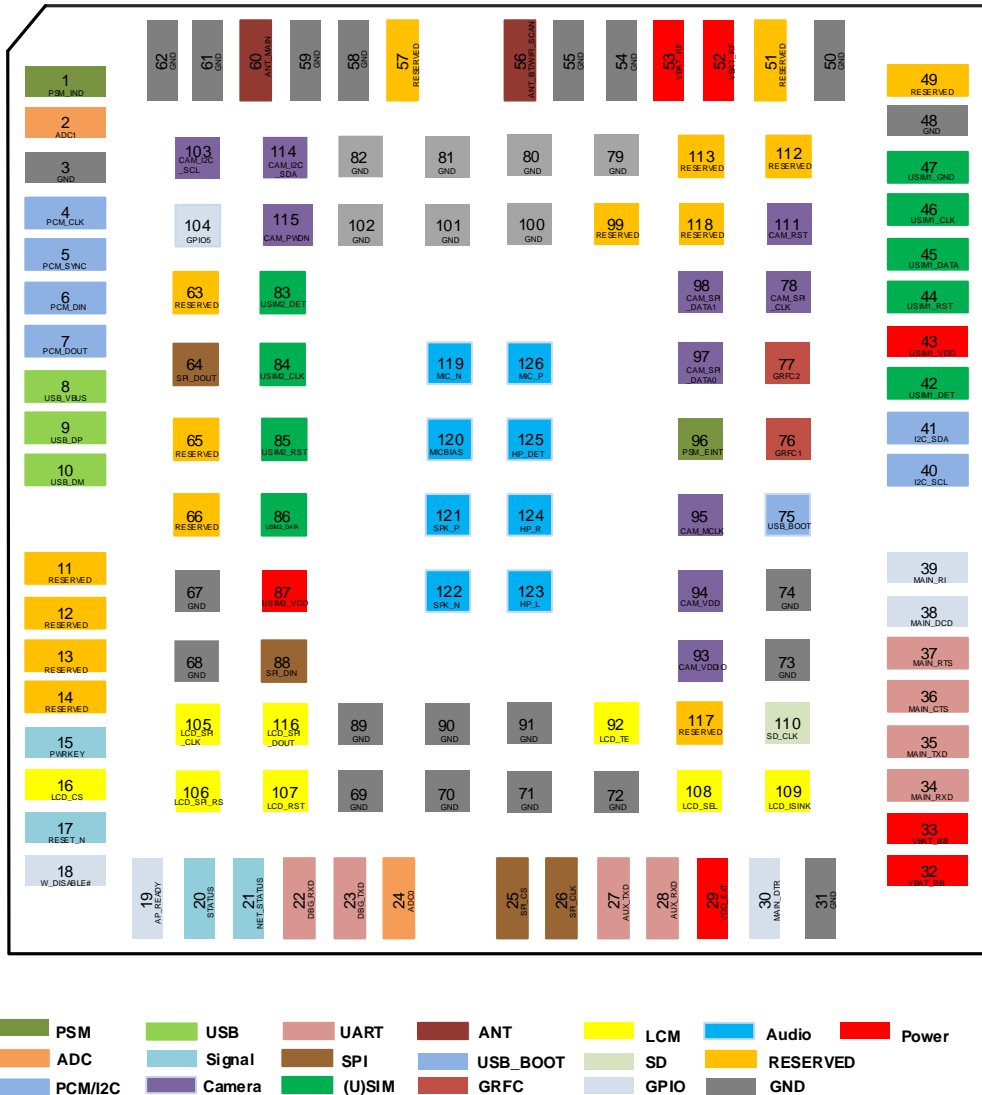 62 GND
61 GND
60 ANT_MAIN
59 GND
58 GND
57 RESERVED
56 ANT_BT/WIFI_SCAN
55 GND
54 GND
53 VBAT_RF
52 VBAT_RF
51 RESERVED
50 GND
1 PSM_IND
2 ADC1
3 GND
4 PCM_CLK
5 PCM_SYNC
6 PCM_DIN
7 PCM_DOUT
8 USB_VBUS
9 USB_DP
10 USB_DM
11 RESERVED
12 RESERVED
13 RESERVED
14 RESERVED
15 PWRKEY
16 LCD_CS
17 RESET_N
18 W_DISABLE#
103 CAM_I2C_SCL
114 CAM_I2C_SDA
82 GND
81 GND
80 GND
79 GND
113 RESERVED
112 RESERVED
104 GPIO5
115 CAM_PWDN
102 GND
101 GND
100 GND
99 RESERVED
118 RESERVED
111 CAM_RST
63 RESERVED
83 USIM2_DET
98 CAM_SPI_DATA1
78 CAM_SPI_CLK
64 SPI_DOUT
84 USIM2_CLK
119 MIC_N
126 MIC_P
97 CAM_SPI_DATA0
77 GRFC2
65 RESERVED
85 USIM2_RST
120 MICBIAS
125 HP_DET
96 PSM_EINT
76 GRFC1
66 RESERVED
86 USIM2_DATA
121 SPK_P
124 HP_R
95 CAM_MCLK
75 USB_BOOT
67 GND
87 USIM2_VDD
122 SPK_N
123 HP_L
94 CAM_VDD
74 GND
68 GND
88 SPI_DIN
93 CAM_VDDIO
73 GND
105 LCD_SPI_CLK
116 LCD_SPI_DOUT
89 GND
90 GND
91 GND
92 LCD_TE
117 RESERVED
110 SD_CLK
106 LCD_SPI_RS
107 LCD_RST
69 GND
70 GND
71 GND
72 GND
108 LCD_SEL
109 LCD_ISINK
49 RESERVED
48 GND
47 USIM1_GND
46 USIM1_CLK
45 USIM1_DATA
44 USIM1_RST
43 USIM1_VDD
42 USIM1_DET
41 I2C_SDA
40 I2C_SCL
39 MAIN_RI
38 MAIN_DCD
37 MAIN_RTS
36 MAIN_CTS
35 MAIN_TXD
34 MAIN_RXD
33 VBAT_BB
32 VBAT_BB
19 AP_READY
20 STATUS
21 NET_STATUS
22 DBG_RXD
23 DBG_TXD
24 ADC0
25 SPI_CS
26 SPI_CLK
27 AUX_TXD
28 AUX_RXD
29 VDD_EXT
30 MAIN_DTR
31 GND
PSM USB UART ANT LCM Audio Power
ADC Signal SPI USB_BOOT SD RESERVED
PCM/I2C Camera (U)SIM GRFC GPIO GND